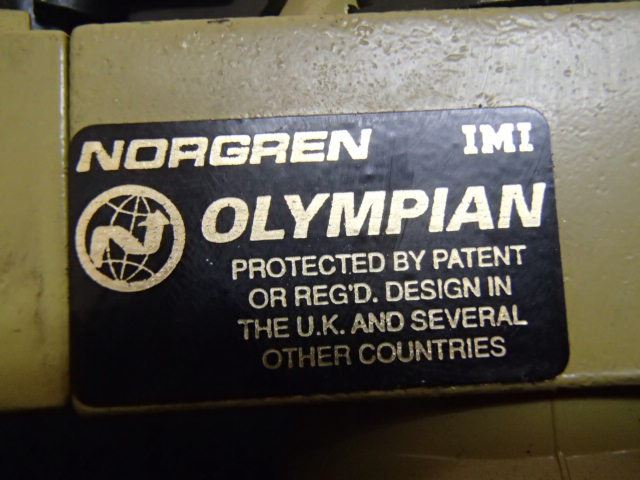 NORGREN IMI
OLYMPIAN
PROTECTED BY PATENT
OR REG'D. DESIGN IN
THE U.K. AND SEVERAL
OTHER COUNTRIES